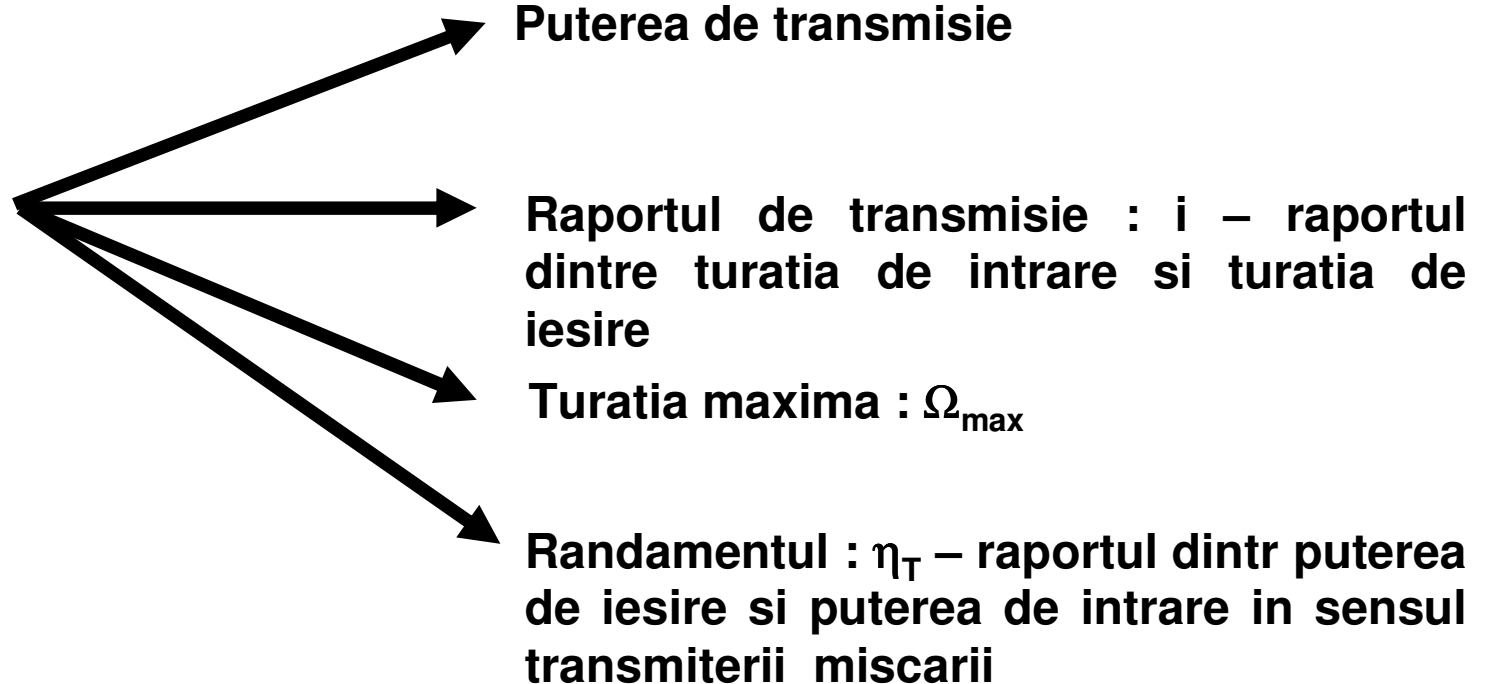 Puterea de transmisie
Raportul de transmisie : i – raportul
dintre turatia de intrare si turatia de
iesire
Turatia maxima : Ωmax
Randamentul : ηT – raportul dintr puterea
de iesire si puterea de intrare in sensul
transmiterii miscarii